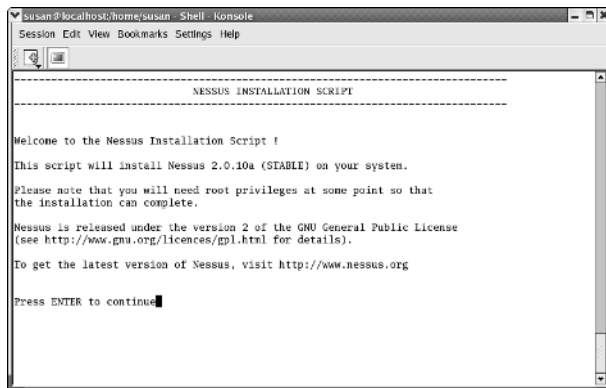 susan@localhost:/home/susan - Shell - Konsole
Session Edit View Bookmarks Settings Help
--------------------------------------------------------------------------------
NESSUS INSTALLATION SCRIPT
--------------------------------------------------------------------------------
Welcome to the Nessus Installation Script !
This script will install Nessus 2.0.10a (STABLE) on your system.
Please note that you will need root privileges at some point so that
the installation can complete.
Nessus is released under the version 2 of the GNU General Public License
(see http://www.gnu.org/licences/gpl.html for details).
To get the latest version of Nessus, visit http://www.nessus.org
Press ENTER to continue